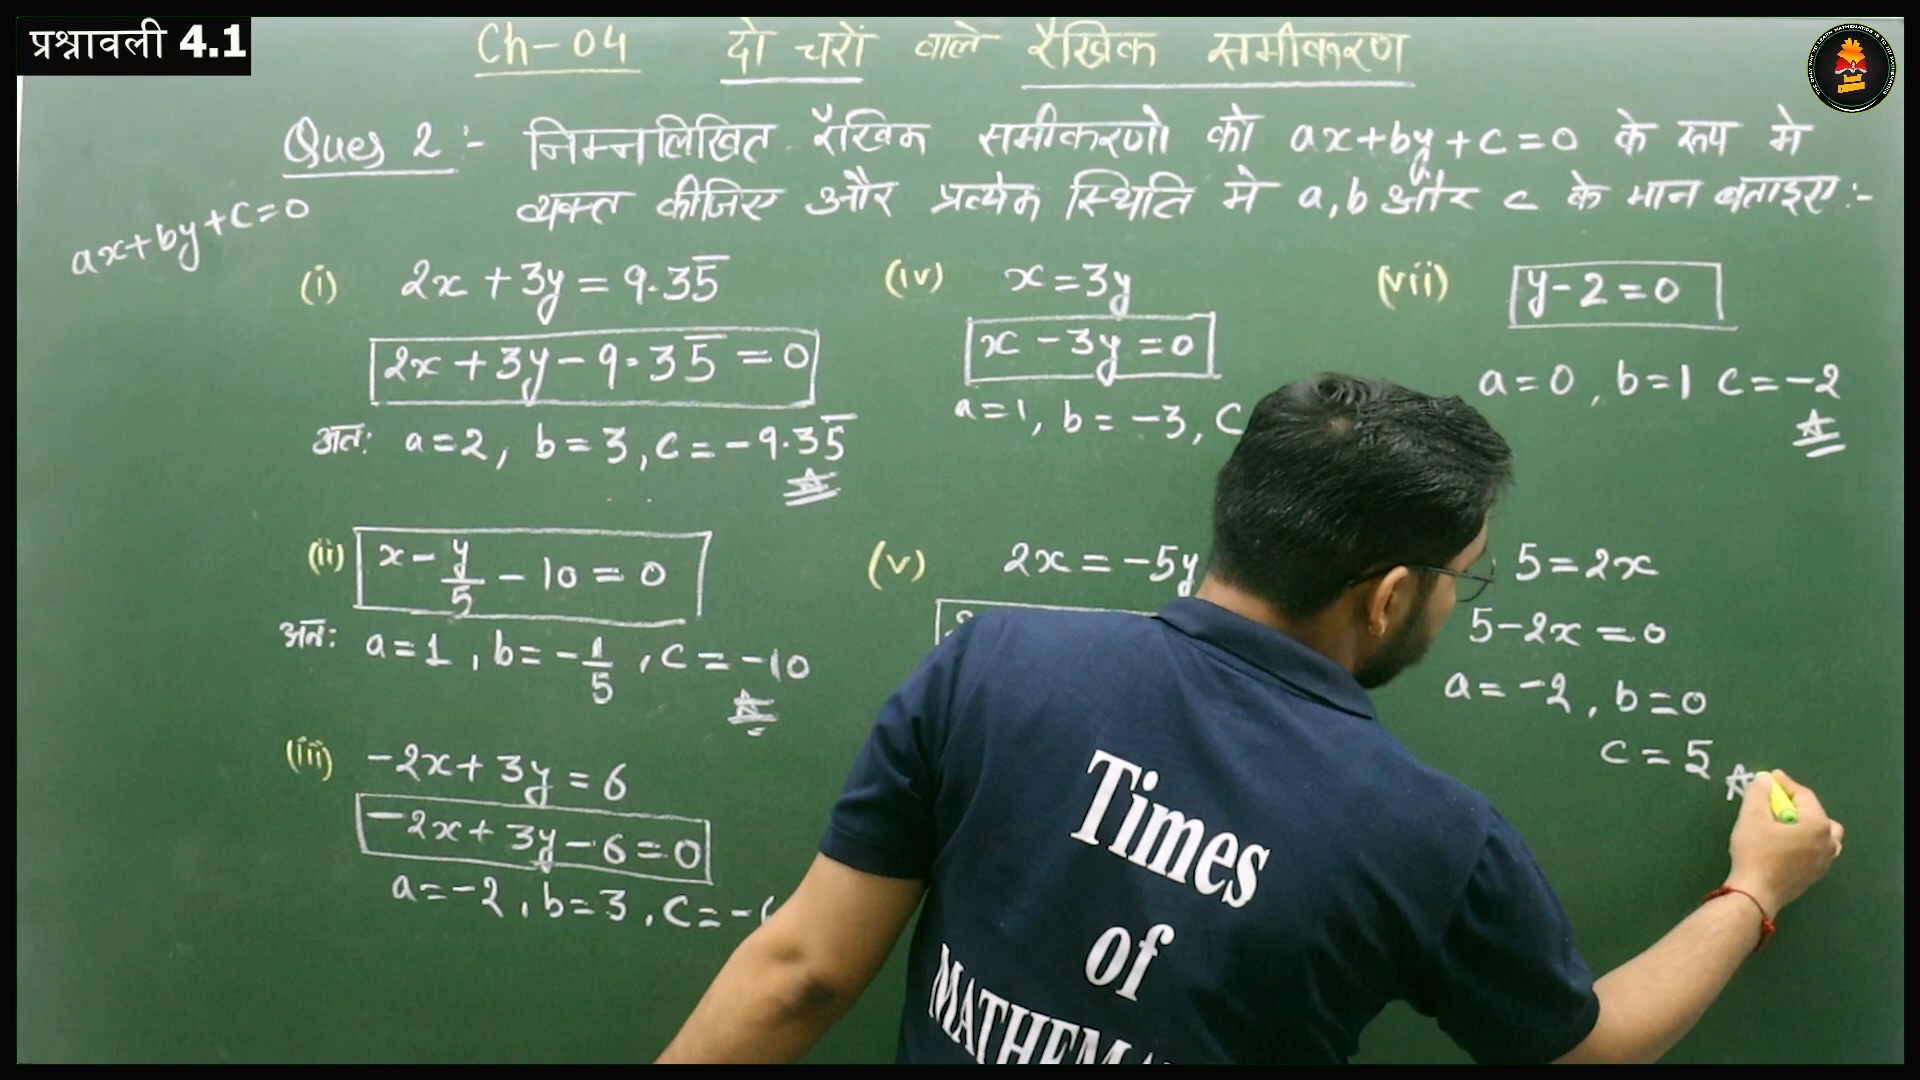 प्रश्नावली 4.1
Ch-04 दो चरों वाले रैखिक समीकरण
Ques 2:- निम्नलिखित रैखिक समीकरणो को ax+by+c=0 के रूप मे
व्यक्त कीजिए और प्रत्येक स्थिति मे a,b और c के मान बताइए:-
ax+by+c=0
(i) 2x+3y=9.35̅
2x+3y-9.35̅=0
अतः a=2, b=3, c=-9.35̅
(ii) x-y/5-10=0
अतः a=1, b=-1/5, c=-10
(iii) -2x+3y=6
-2x+3y-6=0
a=-2, b=3, c=-
(iv) x=3y
x-3y=0
a=1, b=-3, C
(v) 2x=-5y
(vii) y-2=0
a=0, b=1 c=-2
5=2x
5-2x=0
a=-2, b=0
c=5
Times
of
MATHEMA